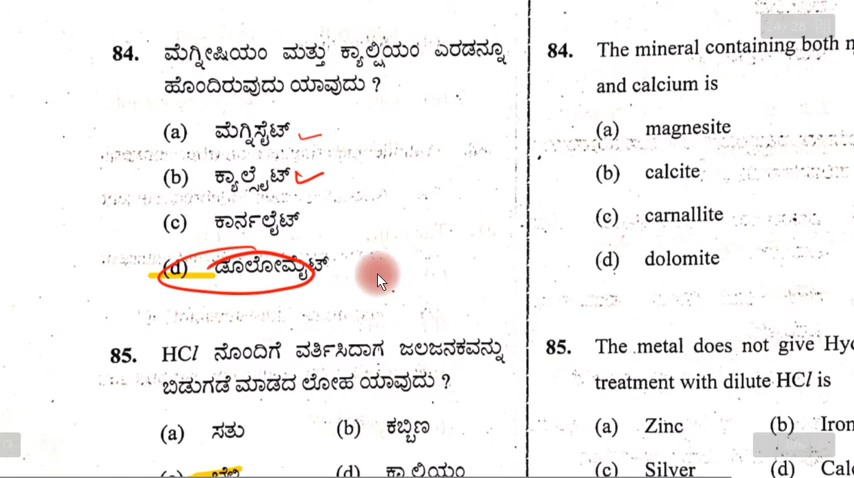 84. ಮೆಗ್ನೀಷಿಯಂ ಮತ್ತು ಕ್ಯಾಲ್ಷಿಯಂ ಎರಡನ್ನೂ
ಹೊಂದಿರುವುದು ಯಾವುದು ?
(a) ಮೆಗ್ನಿಸೈಟ್
(b) ಕ್ಯಾಲ್ಸೈಟ್
(c) ಕಾರ್ನಲೈಟ್
(d) ಡೊಲೋಮೈಟ್
85. HCl ನೊಂದಿಗೆ ವರ್ತಿಸಿದಾಗ ಜಲಜನಕವನ್ನು
ಬಿಡುಗಡೆ ಮಾಡದ ಲೋಹ ಯಾವುದು ?
(a) ಸತು (b) ಕಬ್ಬಿಣ
(d) ಕ್ಯಾಲ್ಶಿಯಂ
84. The mineral containing both
and calcium is
(a) magnesite
(b) calcite
(c) carnallite
(d) dolomite
85. The metal does not give Hy
treatment with dilute HCl is
(a) Zinc (b) Iron
(c) Silver (d) Cal